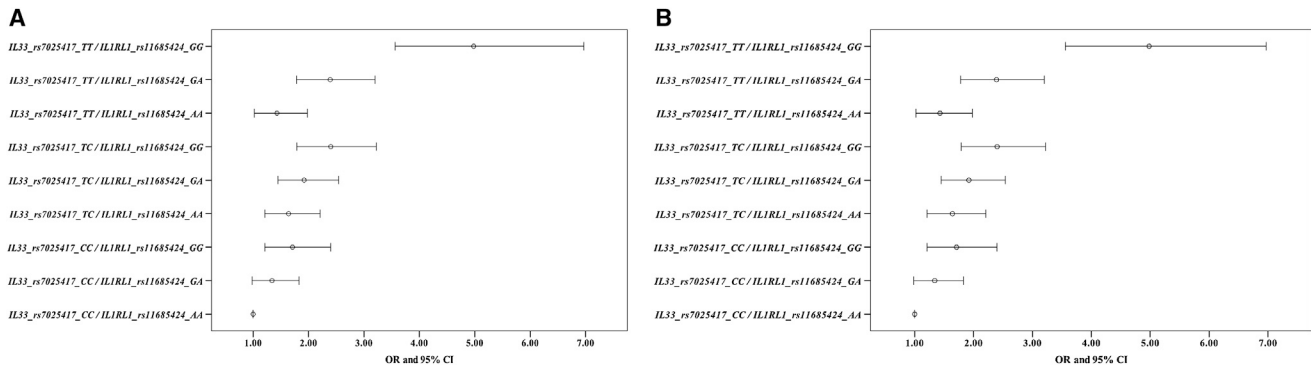 A
IL33_rs7025417_TT / IL1RL1_rs11685424_GG
IL33_rs7025417_TT / IL1RL1_rs11685424_GA
IL33_rs7025417_TT / IL1RL1_rs11685424_AA
IL33_rs7025417_TC / IL1RL1_rs11685424_GG
IL33_rs7025417_TC / IL1RL1_rs11685424_GA
IL33_rs7025417_TC / IL1RL1_rs11685424_AA
IL33_rs7025417_CC / IL1RL1_rs11685424_GG
IL33_rs7025417_CC / IL1RL1_rs11685424_GA
IL33_rs7025417_CC / IL1RL1_rs11685424_AA
1.00 2.00 3.00 4.00 5.00 6.00 7.00
OR and 95% CI
B
IL33_rs7025417_TT / IL1RL1_rs11685424_GG
IL33_rs7025417_TT / IL1RL1_rs11685424_GA
IL33_rs7025417_TT / IL1RL1_rs11685424_AA
IL33_rs7025417_TC / IL1RL1_rs11685424_GG
IL33_rs7025417_TC / IL1RL1_rs11685424_GA
IL33_rs7025417_TC / IL1RL1_rs11685424_AA
IL33_rs7025417_CC / IL1RL1_rs11685424_GG
IL33_rs7025417_CC / IL1RL1_rs11685424_GA
IL33_rs7025417_CC / IL1RL1_rs11685424_AA
1.00 2.00 3.00 4.00 5.00 6.00 7.00
OR and 95% CI